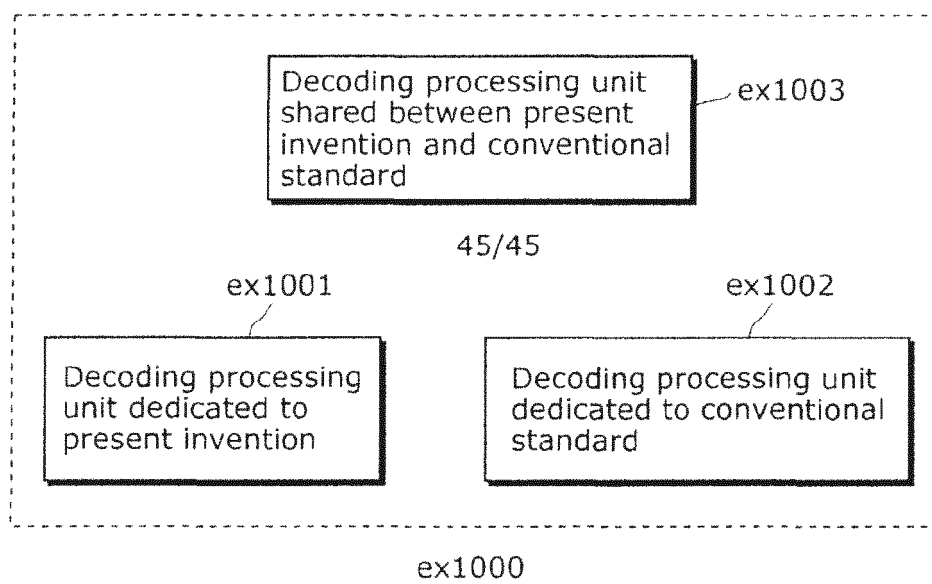 Decoding processing unit
shared between present
invention and conventional
standard
ex1003
45/45
ex1001
ex1002
Decoding processing
unit dedicated to
present invention
Decoding processing unit
dedicated to conventional
standard
ex1000